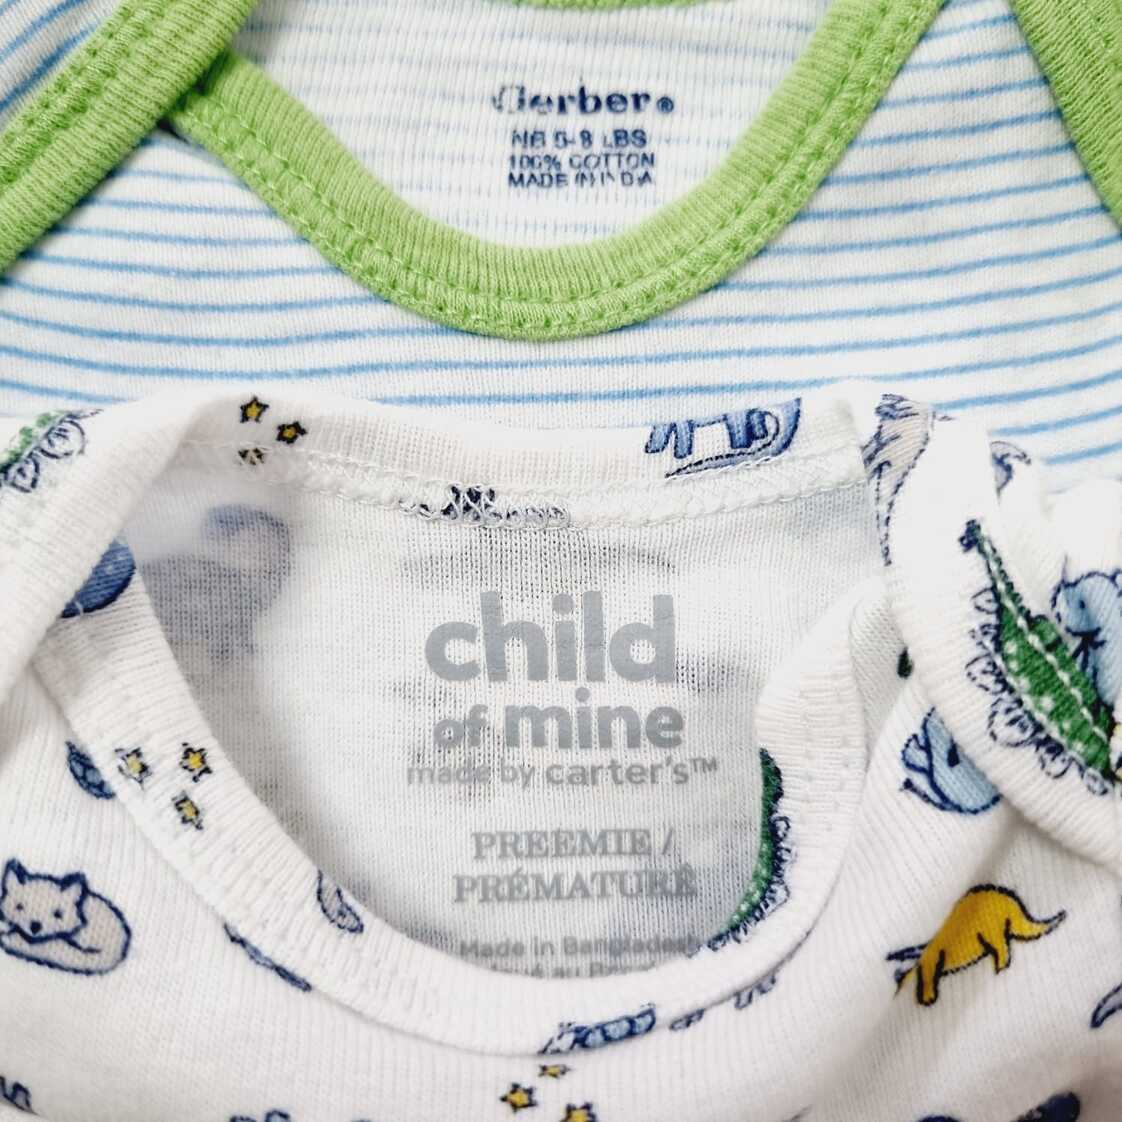 Gerber®
NB 5-8 LBS
100% COTTON
MADE IN INDIA
child
of mine
made by carter's™
PREEMIE /
PRÉMATURÉ
Made in Bangladesh
au